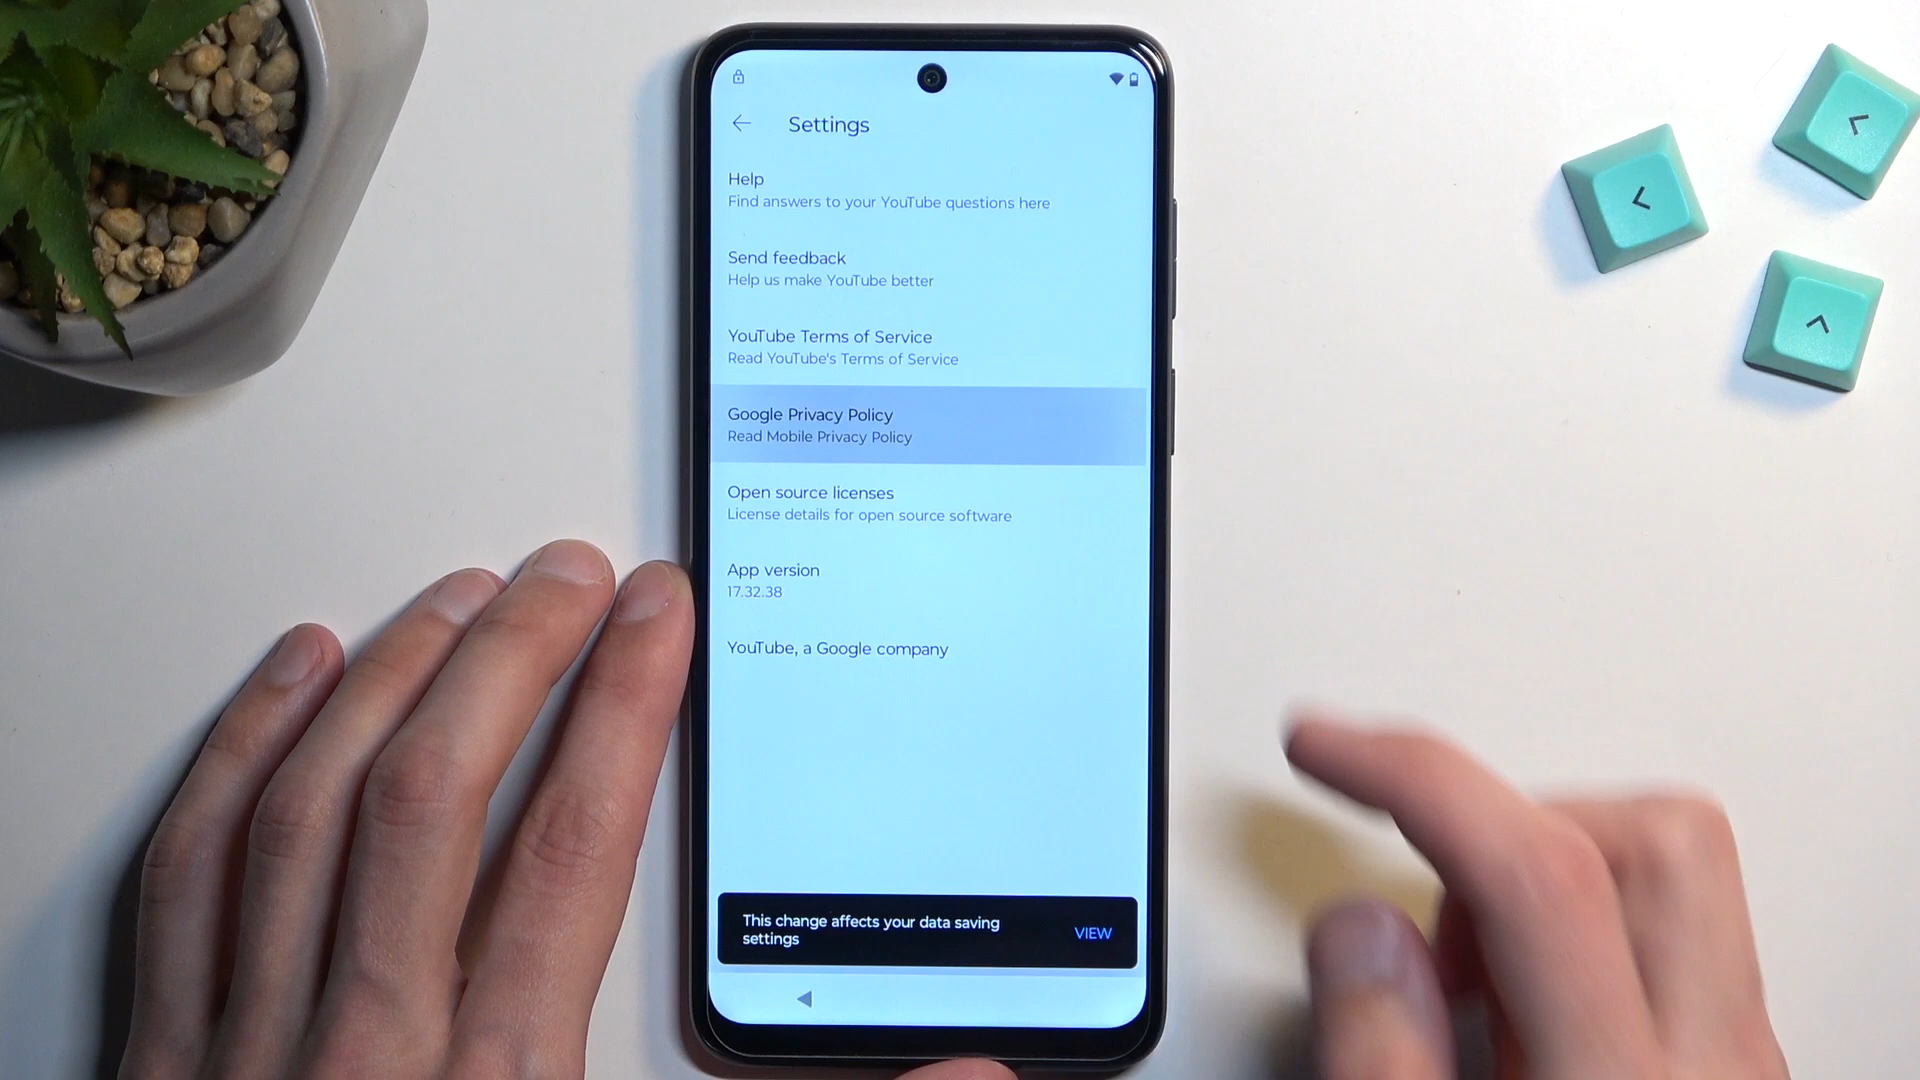 Settings
Help
Find answers to your YouTube questions here
Send feedback
Help us make YouTube better
YouTube Terms of Service
Read YouTube's Terms of Service
Google Privacy Policy
Read Mobile Privacy Policy
Open source licenses
License details for open source software
App version
17.32.38
YouTube, a Google company
This change affects your data saving
settings
VIEW